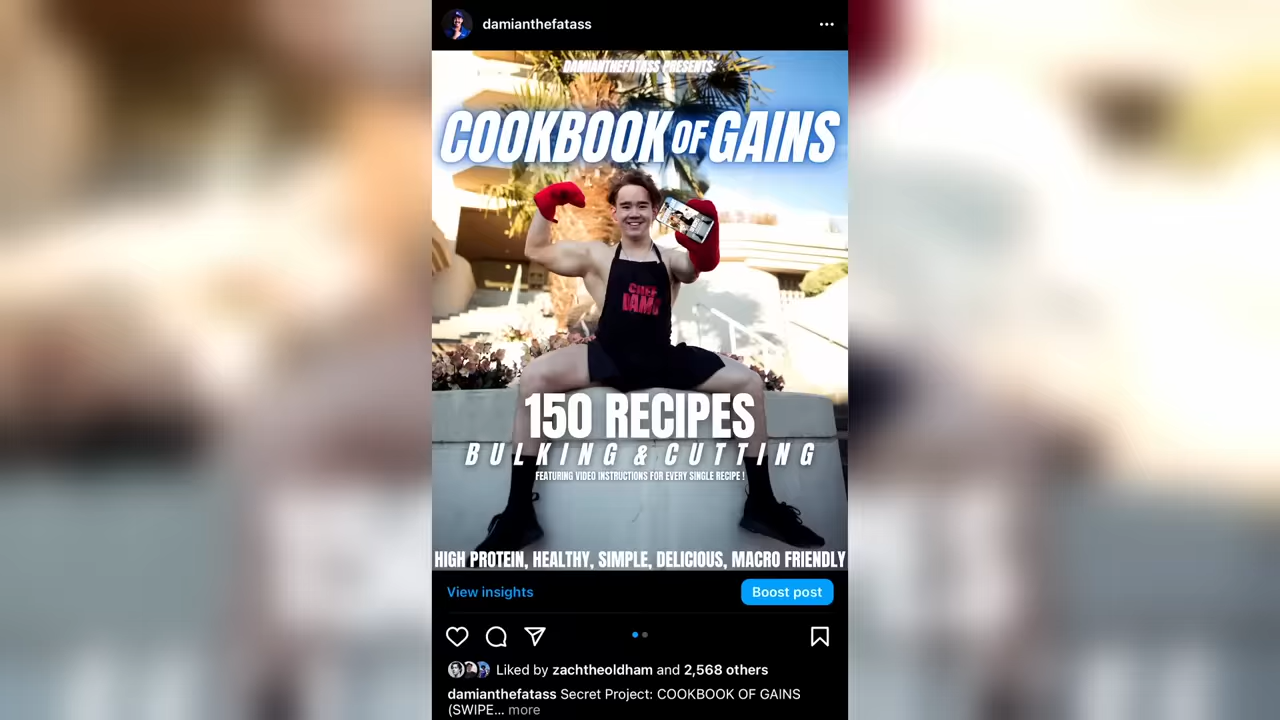 damianthefatass
DAMIANTHEFATASS PRESENTS:
COOKBOOK OF GAINS
CHEF
DAMO
150 RECIPES
BULKING & CUTTING
FEATURING VIDEO INSTRUCTIONS FOR EVERY SINGLE RECIPE !
HIGH PROTEIN, HEALTHY, SIMPLE, DELICIOUS, MACRO FRIENDLY
View insights
Boost post
Liked by zachtheoldham and 2,568 others
damianthefatass Secret Project: COOKBOOK OF GAINS
(SWIPE... more